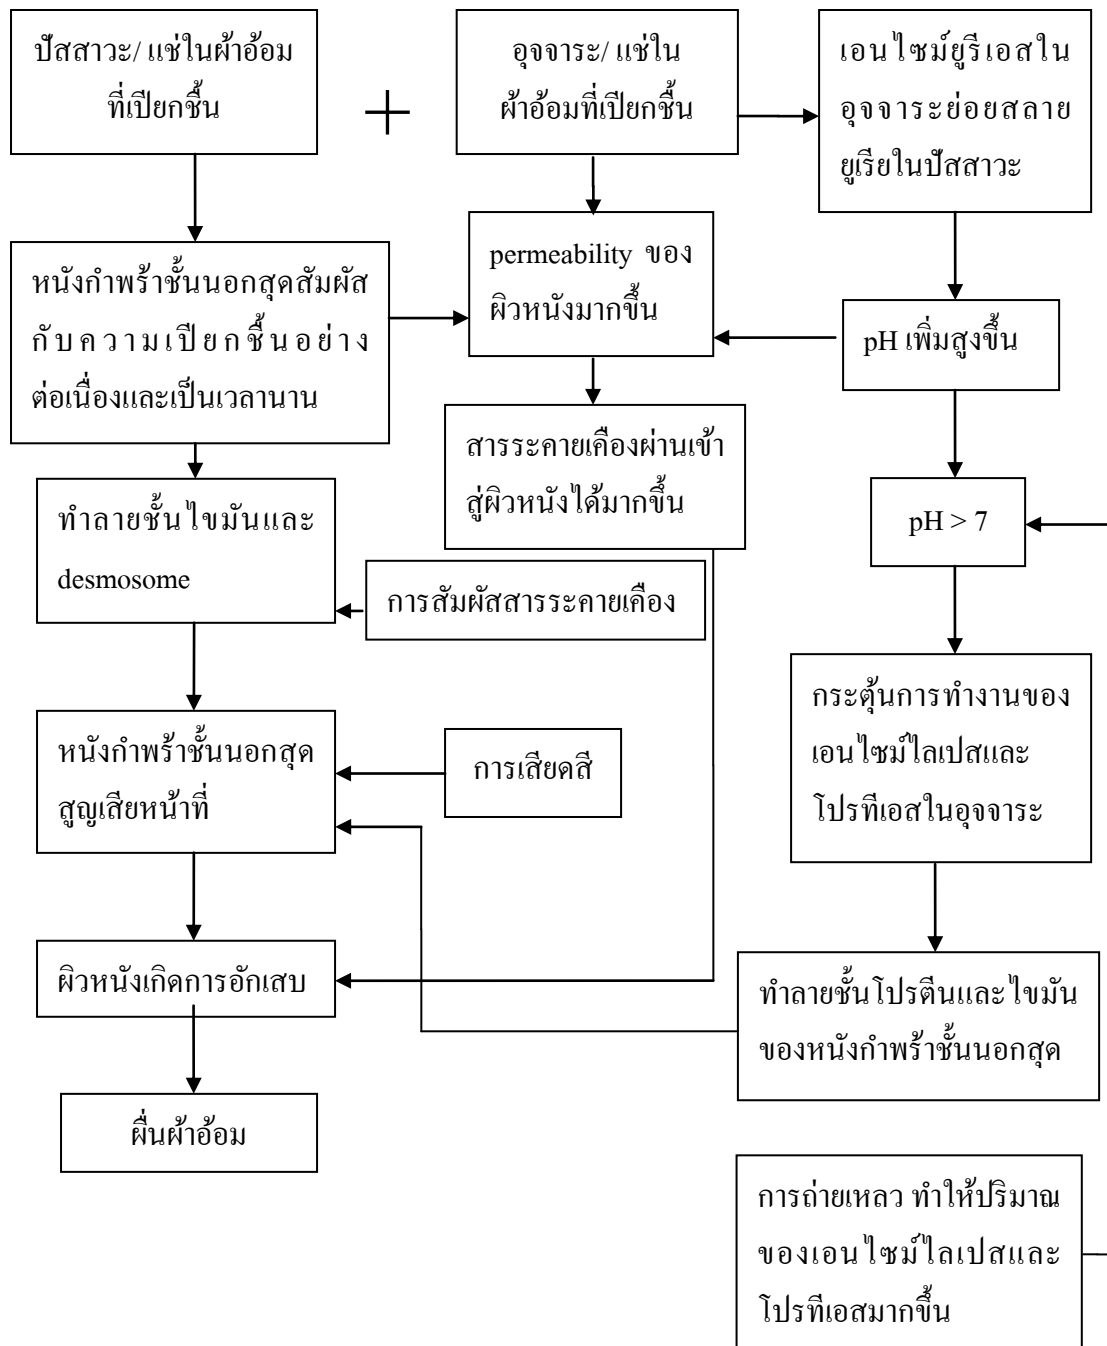 ปัสสาวะ/ แช่ในผ้าอ้อม
ที่เปียกชื้น
+
อุจจาระ/ แช่ใน
ผ้าอ้อมที่เปียกชื้น
เอนไซม์ยูรีเอสใน
อุจจาระย่อยสลาย
ยูเรียในปัสสาวะ
หนังกำพร้าชั้นนอกสุดสัมผัส
กับความเปียกชื้นอย่าง
ต่อเนื่องและเป็นเวลานาน
permeability ของ
ผิวหนังมากขึ้น
pH เพิ่มสูงขึ้น
สารระคายเคืองผ่านเข้า
สู่ผิวหนังได้มากขึ้น
ทำลายชั้นไขมันและ
desmosome
pH > 7
การสัมผัสสารระคายเคือง
หนังกำพร้าชั้นนอกสุด
สูญเสียหน้าที่
การเสียดสี
กระตุ้นการทำงานของ
เอนไซม์ไลเปสและ
โปรทีเอสในอุจจาระ
ผิวหนังเกิดการอักเสบ
ทำลายชั้นโปรตีนและไขมัน
ของหนังกำพร้าชั้นนอกสุด
ผื่นผ้าอ้อม
การถ่ายเหลว ทำให้ปริมาณ
ของเอนไซม์ไลเปสและ
โปรทีเอสมากขึ้น